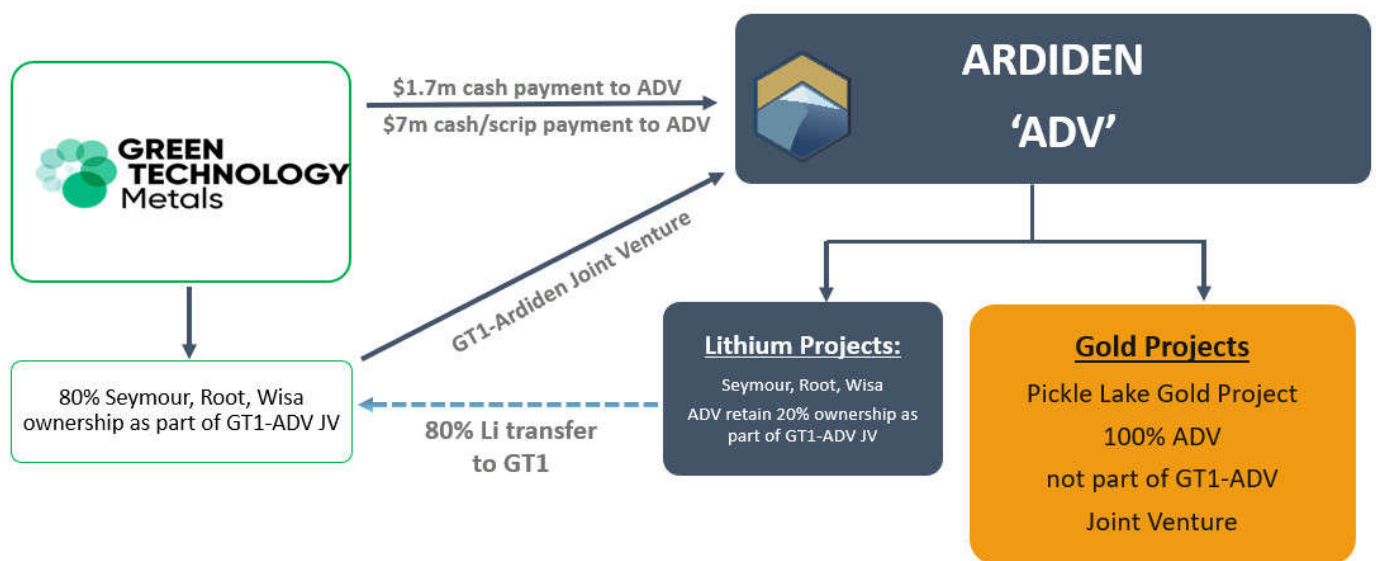 GREEN
TECHNOLOGY
Metals
$1.7m cash payment to ADV
$7m cash/scrip payment to ADV
ARDIDEN
‘ADV’
GT1-Ardiden Joint Venture
80% Seymour, Root, Wisa
ownership as part of GT1-ADV JV
80% Li transfer
to GT1
Lithium Projects:
Seymour, Root, Wisa
ADV retain 20% ownership as
part of GT1-ADV JV
Gold Projects
Pickle Lake Gold Project
100% ADV
not part of GT1-ADV
Joint Venture